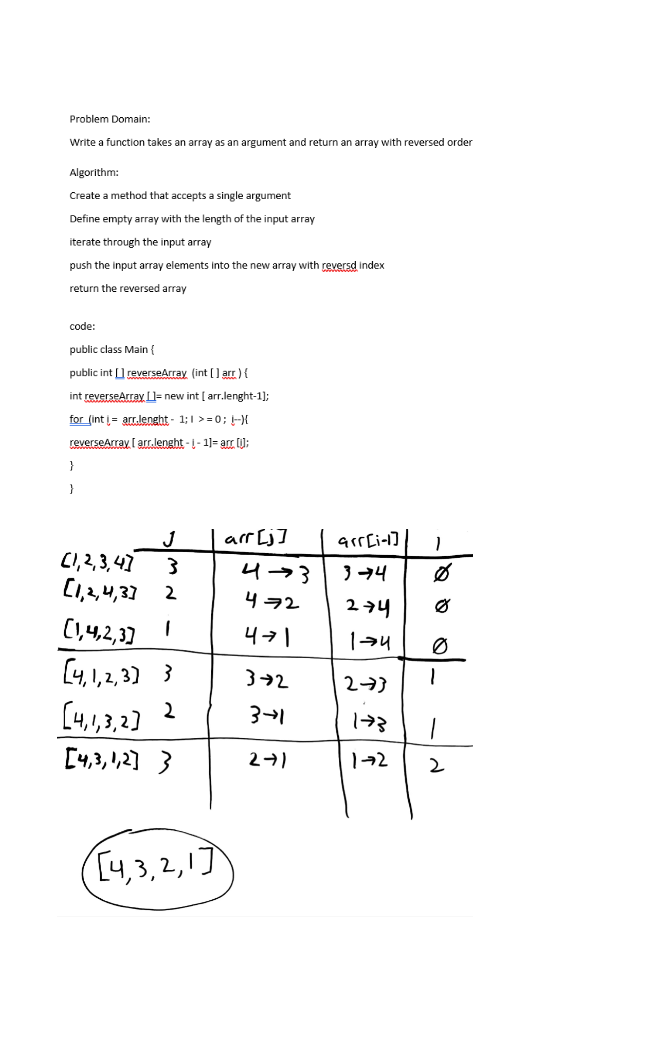 Problem Domain:
Write a function takes an array as an argument and return an array with reversed order
Algorithm:
Create a method that accepts a single argument
Define empty array with the length of the input array
iterate through the input array
push the input array elements into the new array with reversd index
return the reversed array
code:
public class Main {
public int [ ] reverseArray (int [ ] arr ) {
int reverseArray [ ]= new int [ arr.lenght-1];
for (int i = arr.lenght - 1; I >= 0 ; i--){
reverseArray [ arr.lenght - i - 1]= arr [i];
}
}
J arr[j] arr[i-1] i
[1,2,3,4] 3 4→3 3→4 0
[1,2,4,3] 2 4→2 2→4 0
[1,4,2,3] 1 4→1 1→4 0
[4,1,2,3] 3 3→2 2→3 1
[4,1,3,2] 2 3→1 1→3 1
[4,3,1,2] 3 2→1 1→2 2
[4,3,2,1]